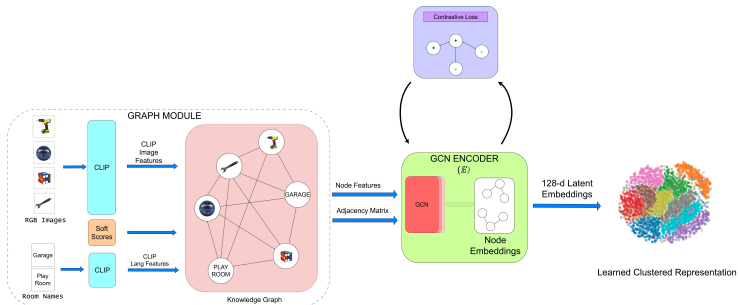 Contrastive Loss
+
+
-
-
GRAPH MODULE
RGB Images
CLIP
CLIP
Image
Features
Soft
Scores
Garage
Play
Room
Room Names
CLIP
CLIP
Lang Features
GARAGE
PLAY
ROOM
Knowledge Graph
Node Features
Adjacency Matrix
GCN ENCODER
(𝔼)
GCN
Node
Embeddings
128-d Latent
Embeddings
Learned Clustered Representation